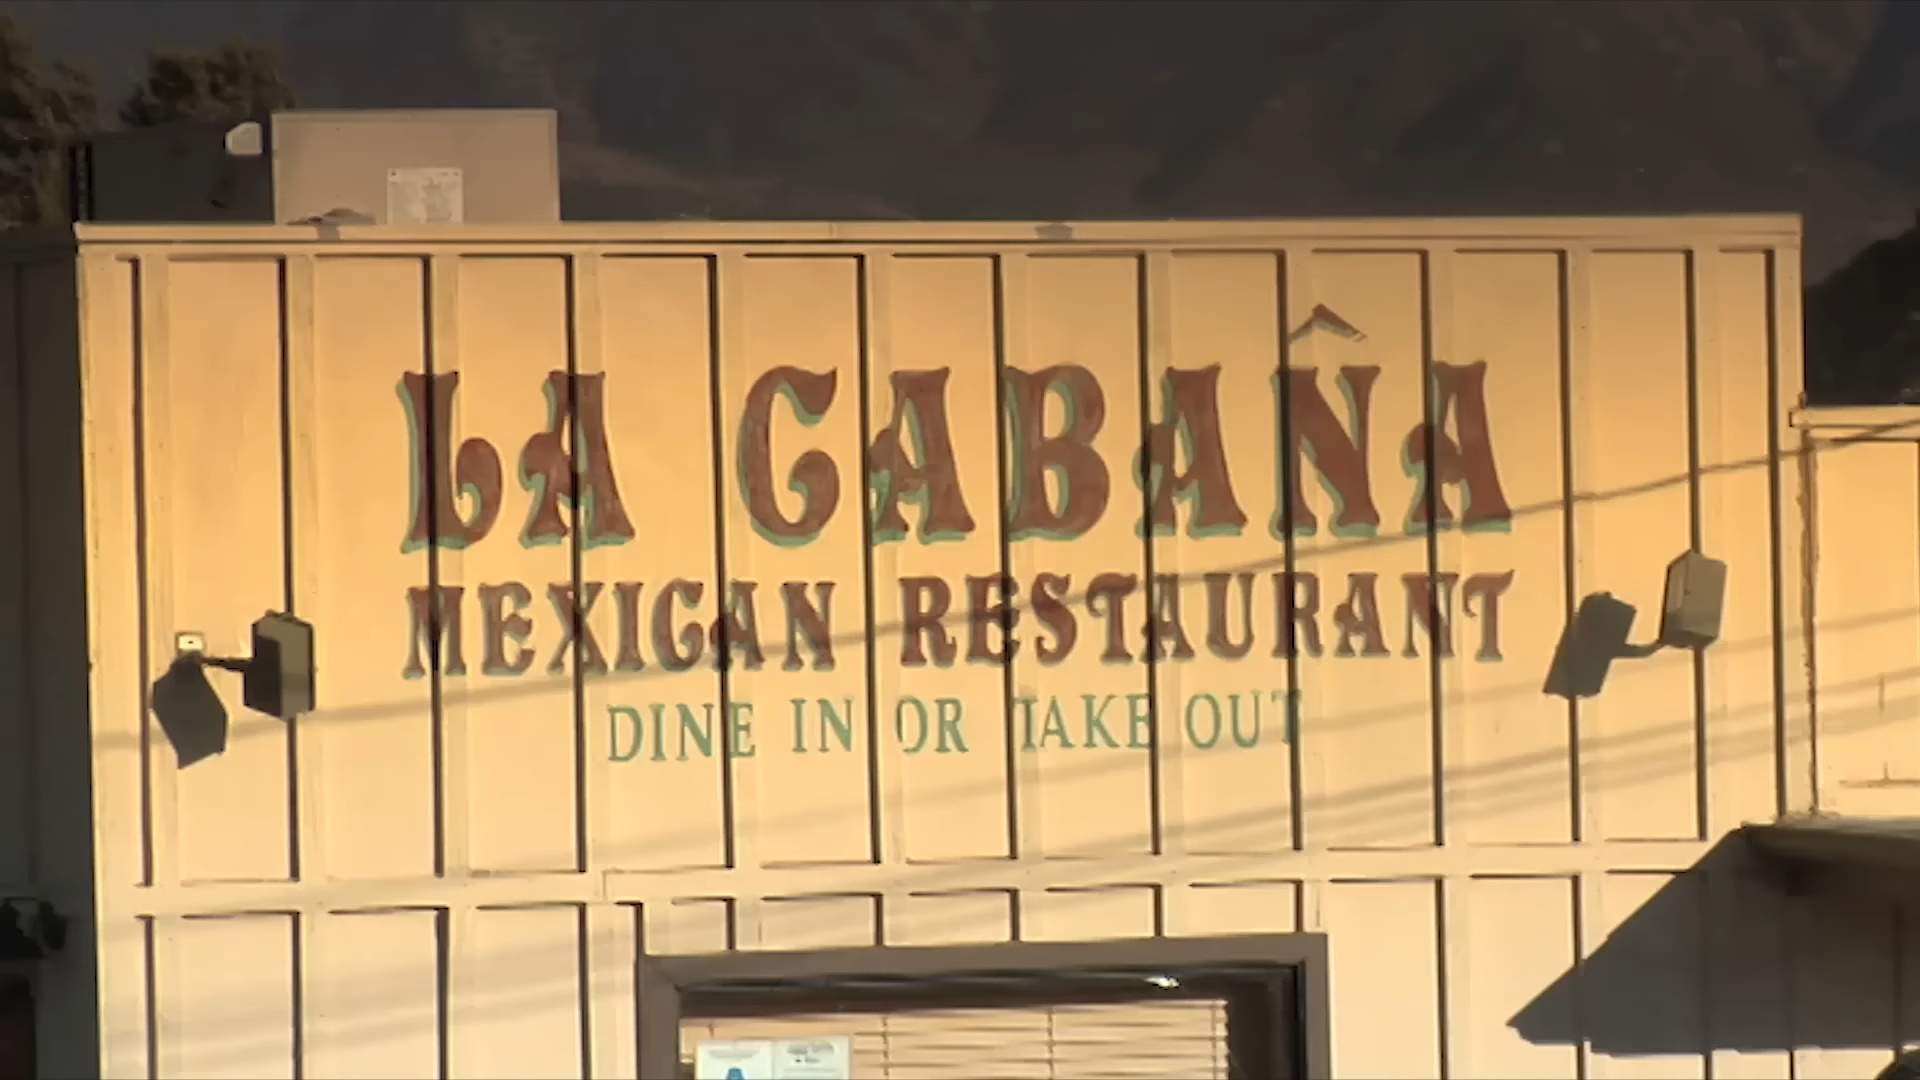 LA CABAÑA
MEXICAN RESTAURANT
DINE IN OR TAKE OUT
A